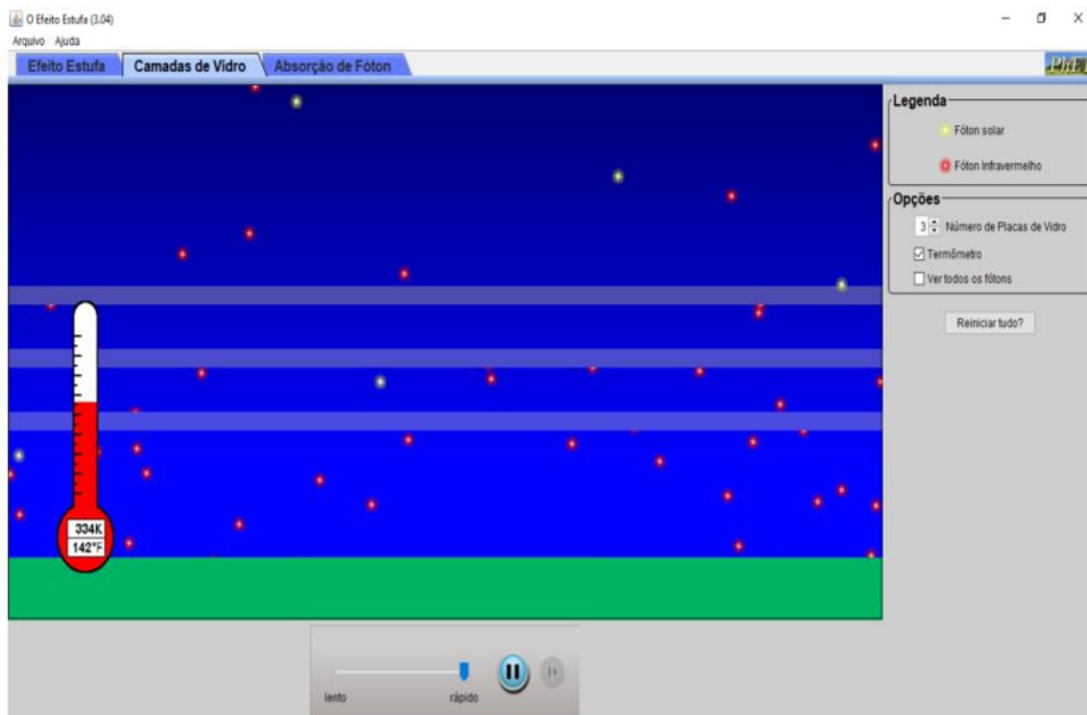 O Efeito Estufa (3.04)
Arquivo Ajuda
Efeito Estufa Camadas de Vidro Absorção de Fóton
PhET
Legenda
Fóton solar
Fóton Infravermelho
Opções
3 Número de Placas de Vidro
Termômetro
Ver todos os fótons
Reiniciar tudo?
334K
142°F
lento rápido